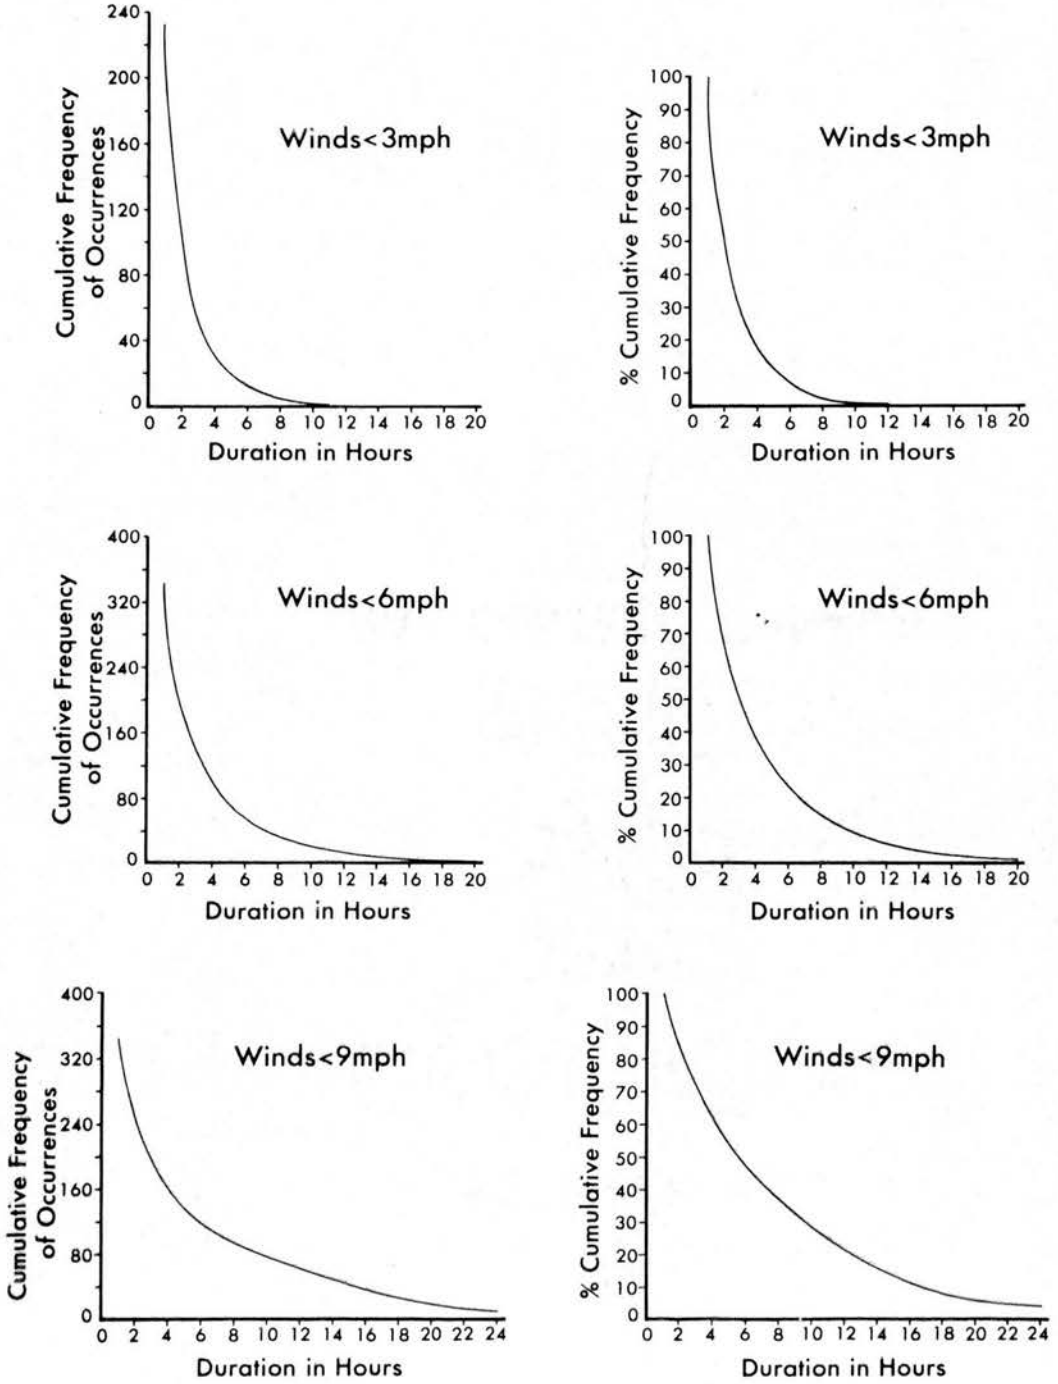 Cumulative Frequency
of Occurrences
240
200
160
120
80
40
0
Winds<3mph
0 2 4 6 8 10 12 14 16 18 20
Duration in Hours
% Cumulative Frequency
100
90
80
70
60
50
40
30
20
10
0
Winds<3mph
0 2 4 6 8 10 12 14 16 18 20
Duration in Hours
Cumulative Frequency
of Occurrences
400
320
240
160
80
0
Winds<6mph
0 2 4 6 8 10 12 14 16 18 20
Duration in Hours
% Cumulative Frequency
100
90
80
70
60
50
40
30
20
10
0
Winds<6mph
0 2 4 6 8 10 12 14 16 18 20
Duration in Hours
Cumulative Frequency
of Occurrences
400
320
240
160
80
0
Winds<9mph
0 2 4 6 8 10 12 14 16 18 20 22 24
Duration in Hours
% Cumulative Frequency
100
90
80
70
60
50
40
30
20
10
0
Winds<9mph
0 2 4 6 8 10 12 14 16 18 20 22 24
Duration in Hours